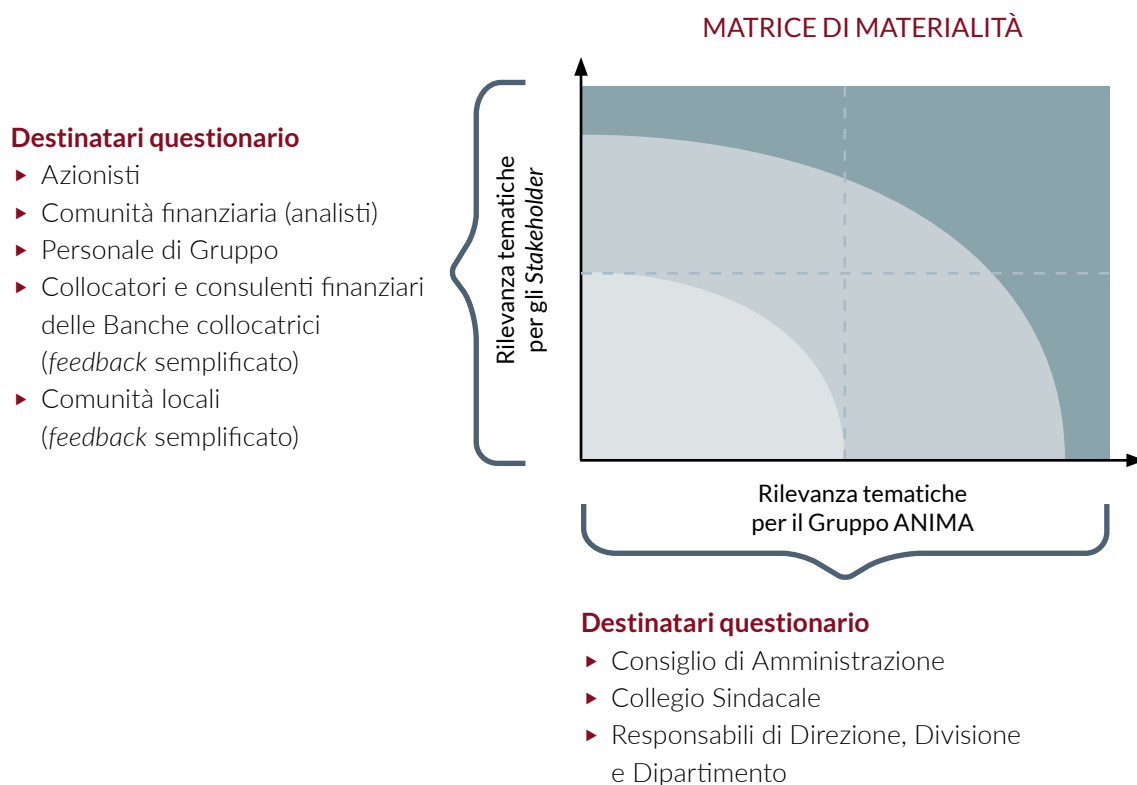 MATRICE DI MATERIALITÀ
Destinatari questionario
▸ Azionisti
▸ Comunità finanziaria (analisti)
▸ Personale di Gruppo
▸ Collocatori e consulenti finanziari
delle Banche collocatrici
(feedback semplificato)
▸ Comunità locali
(feedback semplificato)
Rilevanza tematiche
per gli Stakeholder
Rilevanza tematiche
per il Gruppo ANIMA
Destinatari questionario
▸ Consiglio di Amministrazione
▸ Collegio Sindacale
▸ Responsabili di Direzione, Divisione
e Dipartimento